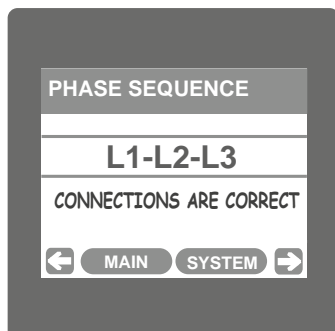 PHASE SEQUENCE
L1-L2-L3
CONNECTIONS ARE CORRECT
MAIN SYSTEM